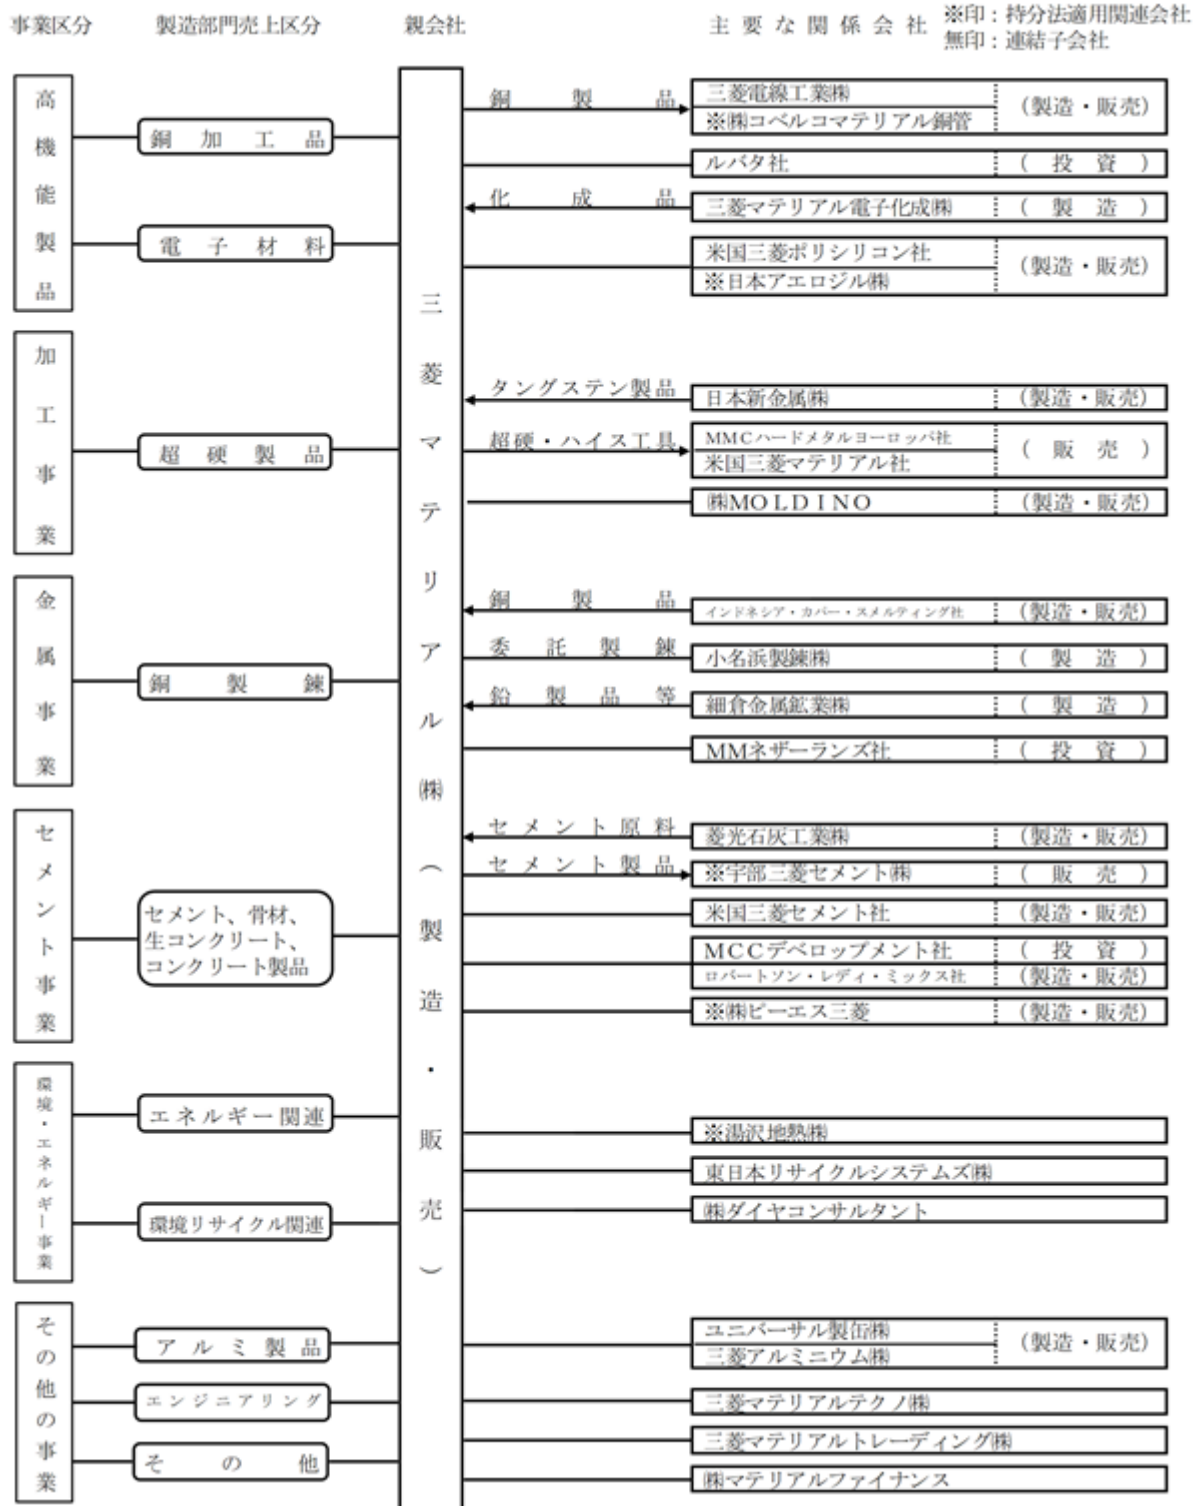 事業区分 製造部門売上区分 親会社 主要な関係会社 ※印：持分法適用関連会社
無印：連結子会社
高機能製品
銅加工品
電子材料
加工事業
超硬製品
金属事業
銅製錬
セメント事業
セメント、骨材、
生コンクリート、
コンクリート製品
環境・エネルギー事業
エネルギー関連
環境リサイクル関連
その他の事業
アルミ製品
エンジニアリング
その他
三菱マテリアル㈱（製造・販売）
銅製品 三菱電線工業㈱ （製造・販売）
※㈱コベルコマテリアル銅管
ルバタ社 （投資）
化成品 三菱マテリアル電子化成㈱ （製造）
米国三菱ポリシリコン社 （製造・販売）
※日本アエロジル㈱
タングステン製品 日本新金属㈱ （製造・販売）
超硬・ハイス工具 MMCハードメタルヨーロッパ社 （販売）
米国三菱マテリアル社
㈱MOLDINO （製造・販売）
銅製品 インドネシア・カパー・スメルティング社 （製造・販売）
委託製錬 小名浜製錬㈱ （製造）
鉛製品等 細倉金属鉱業㈱ （製造）
MMネザーランズ社 （投資）
セメント原料 菱光石灰工業㈱ （製造・販売）
セメント製品 ※宇部三菱セメント㈱ （販売）
米国三菱セメント社 （製造・販売）
MCCデベロップメント社 （投資）
ロバートソン・レディ・ミックス社 （製造・販売）
※㈱ピーエス三菱 （製造・販売）
※湯沢地熱㈱
東日本リサイクルシステムズ㈱
㈱ダイヤコンサルタント
ユニバーサル製缶㈱ （製造・販売）
三菱アルミニウム㈱
三菱マテリアルテクノ㈱
三菱マテリアルトレーディング㈱
㈱マテリアルファイナンス